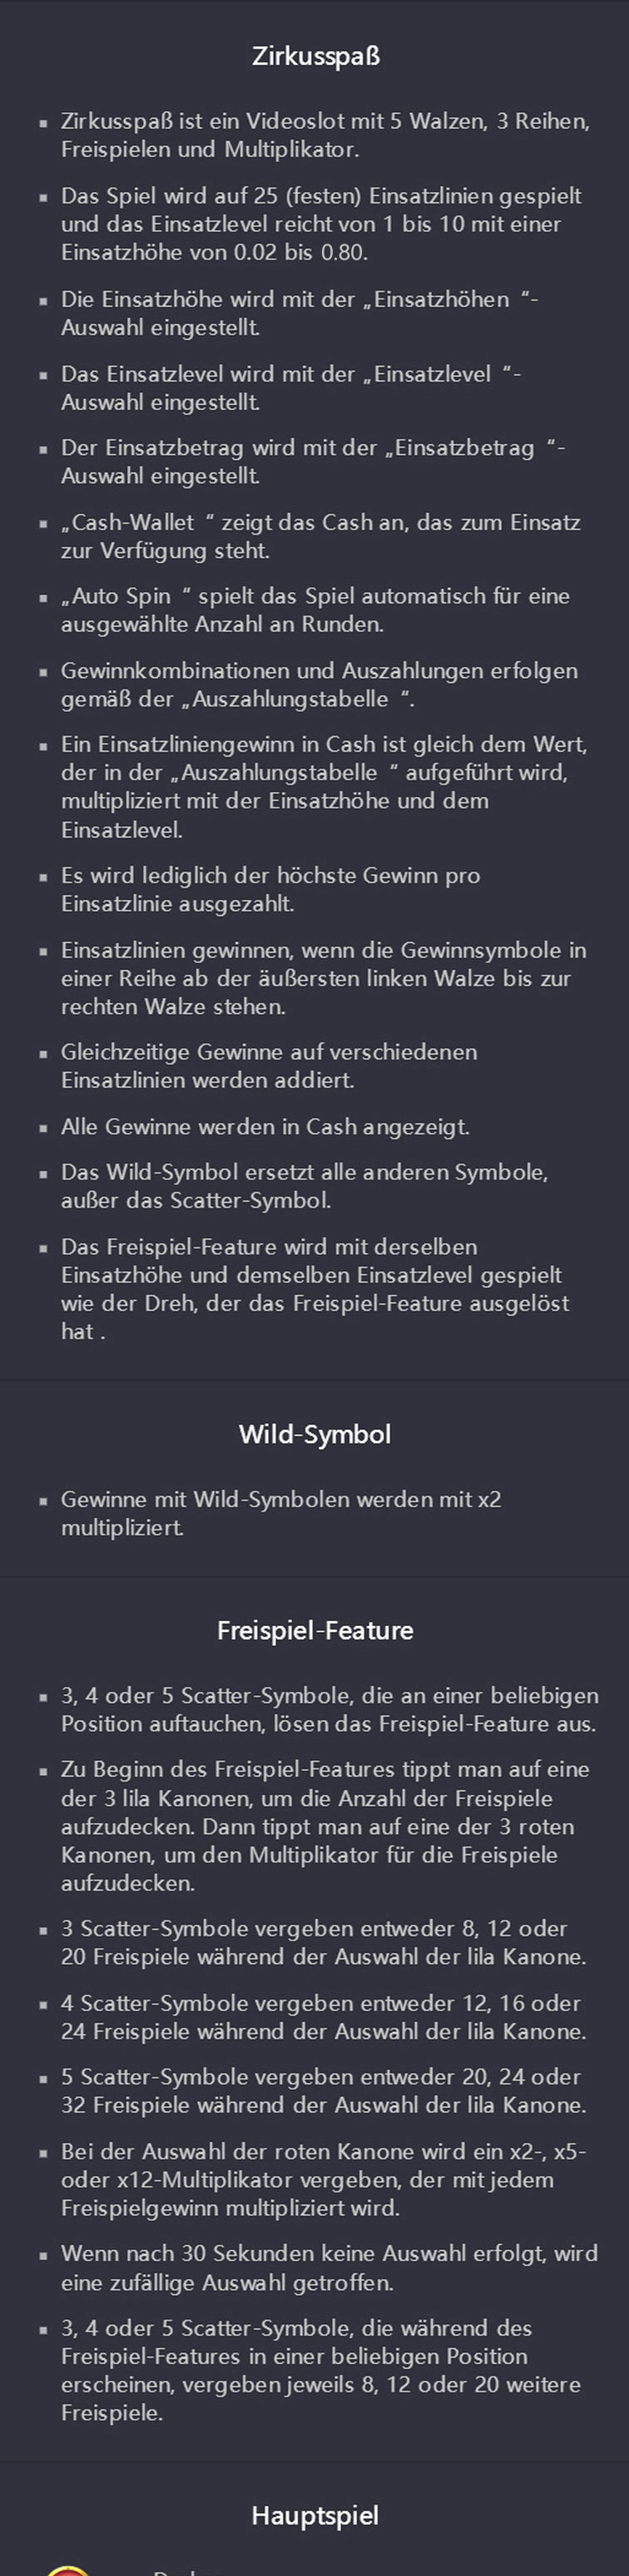 Zirkusspaß
▪ Zirkusspaß ist ein Videoslot mit 5 Walzen, 3 Reihen,
Freispielen und Multiplikator.
▪ Das Spiel wird auf 25 (festen) Einsatzlinien gespielt
und das Einsatzlevel reicht von 1 bis 10 mit einer
Einsatzhöhe von 0.02 bis 0.80.
▪ Die Einsatzhöhe wird mit der „Einsatzhöhen “-
Auswahl eingestellt.
▪ Das Einsatzlevel wird mit der „Einsatzlevel “-
Auswahl eingestellt.
▪ Der Einsatzbetrag wird mit der „Einsatzbetrag “-
Auswahl eingestellt.
▪ „Cash-Wallet “ zeigt das Cash an, das zum Einsatz
zur Verfügung steht.
▪ „Auto Spin “ spielt das Spiel automatisch für eine
ausgewählte Anzahl an Runden.
▪ Gewinnkombinationen und Auszahlungen erfolgen
gemäß der „Auszahlungstabelle “.
▪ Ein Einsatzliniengewinn in Cash ist gleich dem Wert,
der in der „Auszahlungstabelle “ aufgeführt wird,
multipliziert mit der Einsatzhöhe und dem
Einsatzlevel.
▪ Es wird lediglich der höchste Gewinn pro
Einsatzlinie ausgezahlt.
▪ Einsatzlinien gewinnen, wenn die Gewinnsymbole in
einer Reihe ab der äußersten linken Walze bis zur
rechten Walze stehen.
▪ Gleichzeitige Gewinne auf verschiedenen
Einsatzlinien werden addiert.
▪ Alle Gewinne werden in Cash angezeigt.
▪ Das Wild-Symbol ersetzt alle anderen Symbole,
außer das Scatter-Symbol.
▪ Das Freispiel-Feature wird mit derselben
Einsatzhöhe und demselben Einsatzlevel gespielt
wie der Dreh, der das Freispiel-Feature ausgelöst
hat .
Wild-Symbol
▪ Gewinne mit Wild-Symbolen werden mit x2
multipliziert.
Freispiel-Feature
▪ 3, 4 oder 5 Scatter-Symbole, die an einer beliebigen
Position auftauchen, lösen das Freispiel-Feature aus.
▪ Zu Beginn des Freispiel-Features tippt man auf eine
der 3 lila Kanonen, um die Anzahl der Freispiele
aufzudecken. Dann tippt man auf eine der 3 roten
Kanonen, um den Multiplikator für die Freispiele
aufzudecken.
▪ 3 Scatter-Symbole vergeben entweder 8, 12 oder
20 Freispiele während der Auswahl der lila Kanone.
▪ 4 Scatter-Symbole vergeben entweder 12, 16 oder
24 Freispiele während der Auswahl der lila Kanone.
▪ 5 Scatter-Symbole vergeben entweder 20, 24 oder
32 Freispiele während der Auswahl der lila Kanone.
▪ Bei der Auswahl der roten Kanone wird ein x2-, x5-
oder x12-Multiplikator vergeben, der mit jedem
Freispielgewinn multipliziert wird.
▪ Wenn nach 30 Sekunden keine Auswahl erfolgt, wird
eine zufällige Auswahl getroffen.
▪ 3, 4 oder 5 Scatter-Symbole, die während des
Freispiel-Features in einer beliebigen Position
erscheinen, vergeben jeweils 8, 12 oder 20 weitere
Freispiele.
Hauptspiel